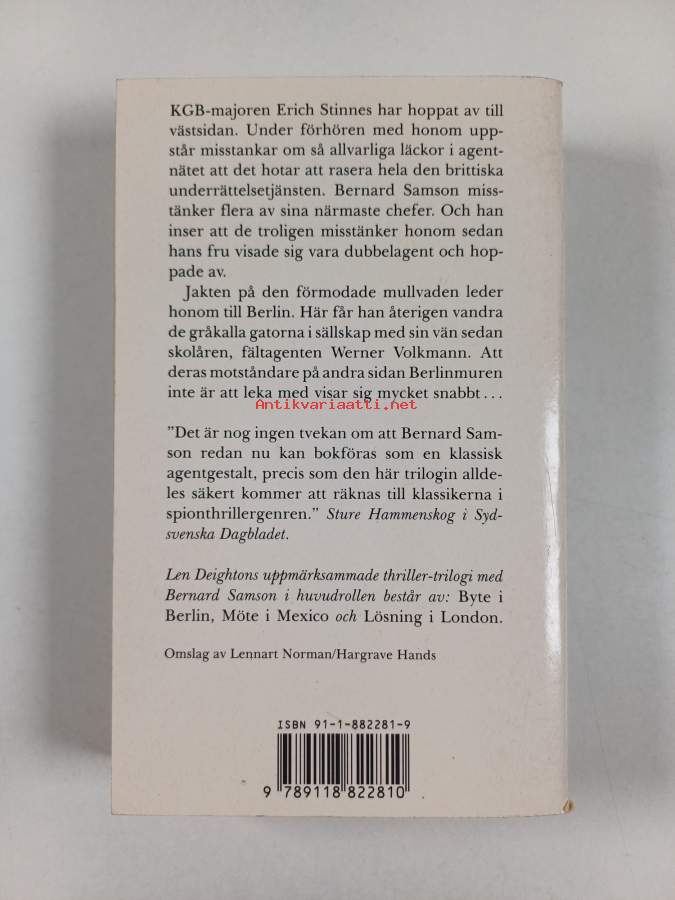 KGB-majoren Erich Stinnes har hoppat av till
västsidan. Under förhören med honom upp-
står misstankar om så allvarliga läckor i agent-
nätet att det hotar att rasera hela den brittiska
underrättelsetjänsten. Bernard Samson miss-
tänker flera av sina närmaste chefer. Och han
inser att de troligen misstänker honom sedan
hans fru visade sig vara dubbelagent och hop-
pade av.
Jakten på den förmodade mullvaden leder
honom till Berlin. Här får han återigen vandra
de gråkalla gatorna i sällskap med sin vän sedan
skolåren, fältagenten Werner Volkmann. Att
deras motståndare på andra sidan Berlinmuren
inte är att leka med visar sig mycket snabbt...
Antikvariaatti.net
”Det är nog ingen tvekan om att Bernard Sam-
son redan nu kan bokföras som en klassisk
agentgestalt, precis som den här trilogin allde-
les säkert kommer att räknas till klassikerna i
spionthrillergenren.” Sture Hammenskog i Syd-
svenska Dagbladet.
Len Deightons uppmärksammade thriller-trilogi med
Bernard Samson i huvudrollen består av: Byte i
Berlin, Möte i Mexico och Lösning i London.
Omslag av Lennart Norman/Hargrave Hands
ISBN 91-1-882281-9
9 789118 822810